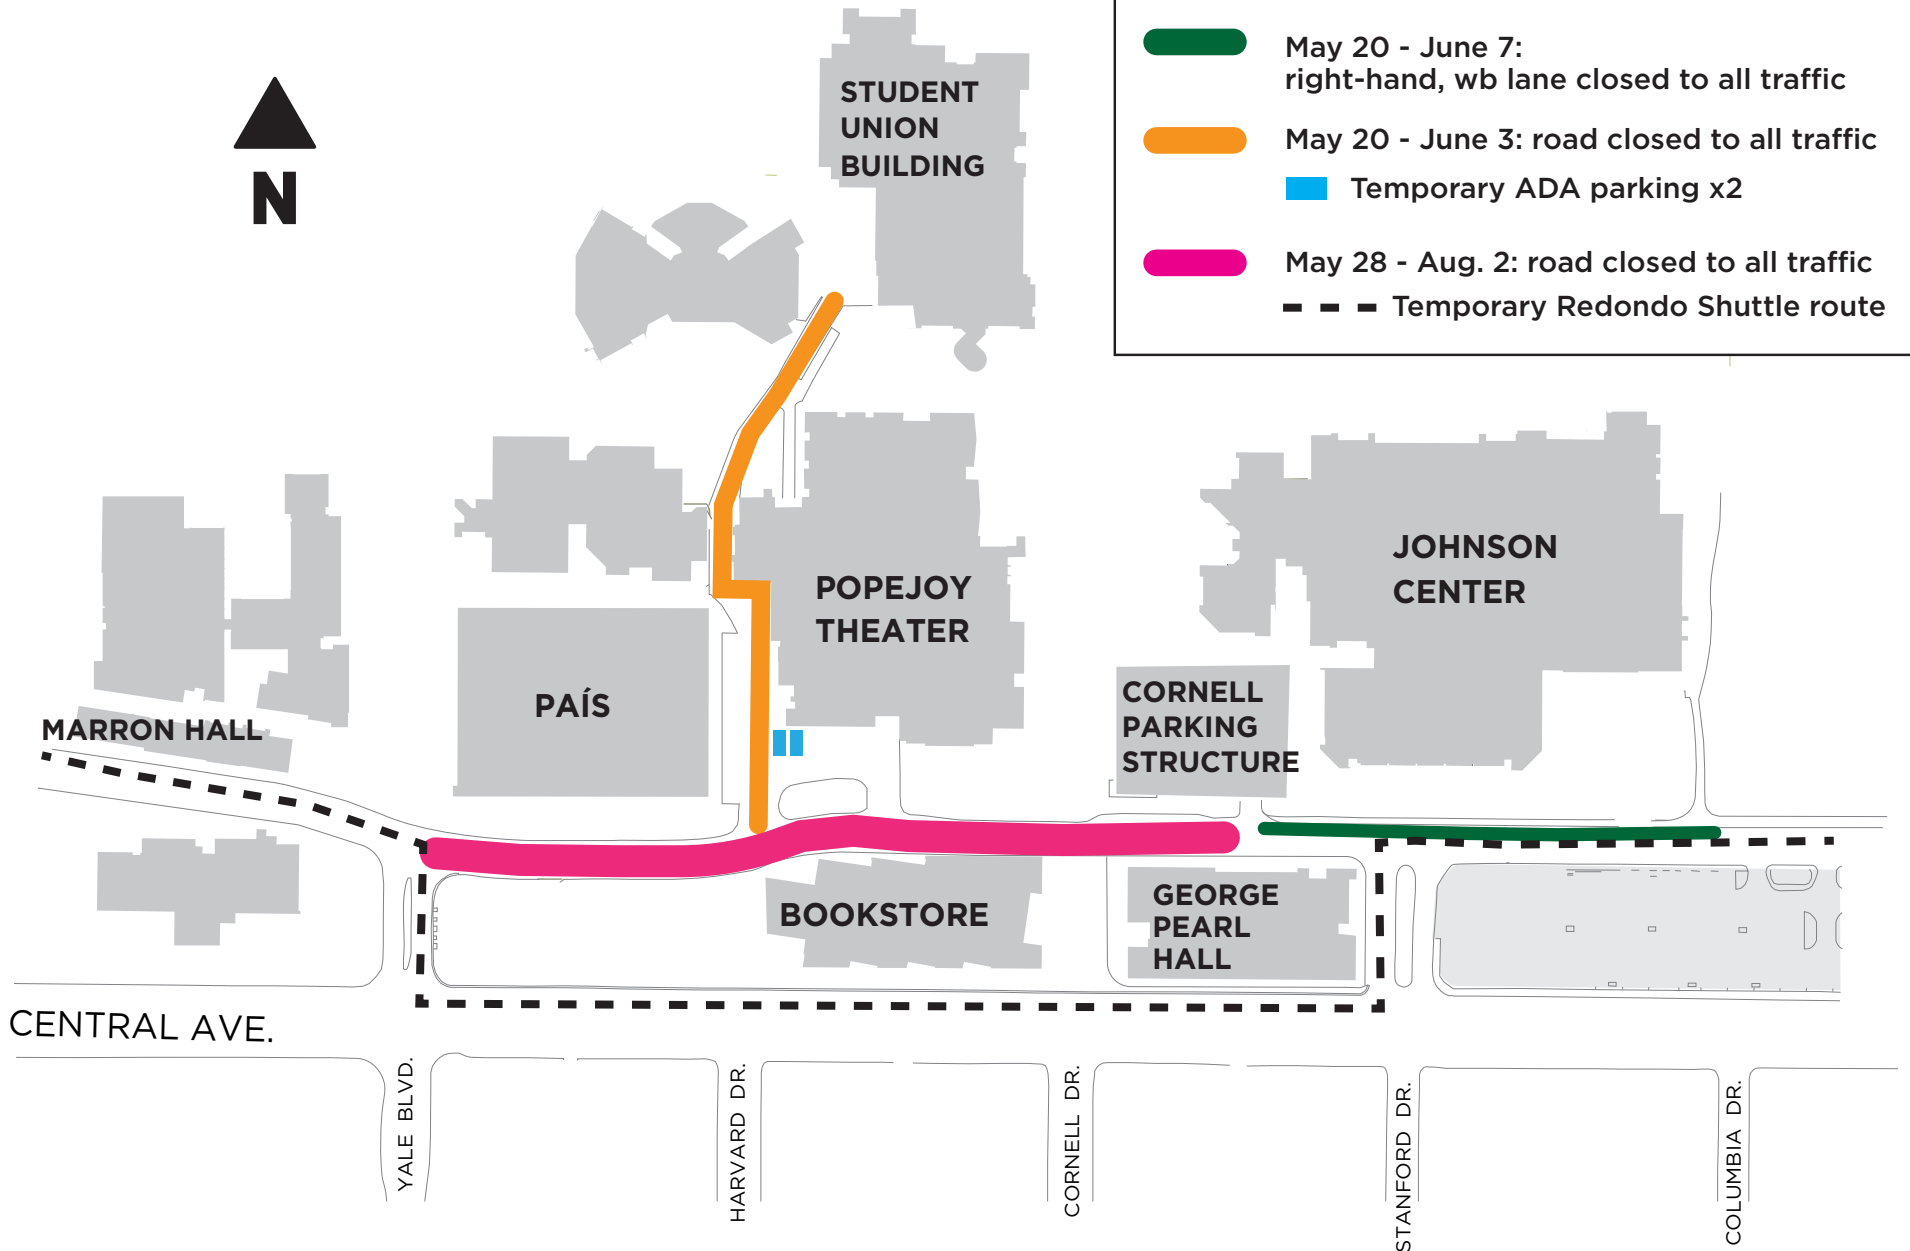 May 20 - June 7:
right-hand, wb lane closed to all traffic
May 20 - June 3: road closed to all traffic
Temporary ADA parking x2
May 28 - Aug. 2: road closed to all traffic
Temporary Redondo Shuttle route
N
STUDENT
UNION
BUILDING
JOHNSON
CENTER
POPEJOY
THEATER
PAÍS
CORNELL
PARKING
STRUCTURE
MARRON HALL
BOOKSTORE
GEORGE
PEARL
HALL
CENTRAL AVE.
YALE BLVD.
HARVARD DR.
CORNELL DR.
STANFORD DR.
COLUMBIA DR.